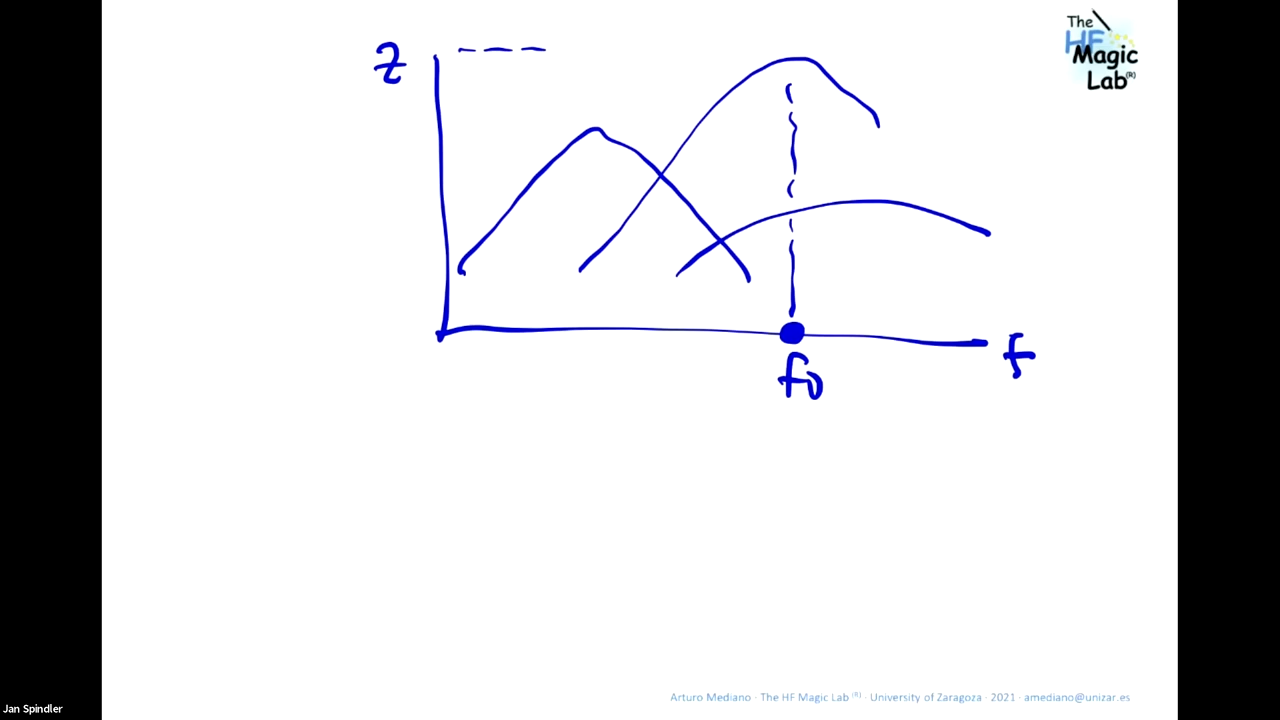 The
HF
Magic
Lab(R)
Z
f
f0
Arturo Mediano · The HF Magic Lab (R) · University of Zaragoza · 2021 · amediano@unizar.es
Jan Spindler